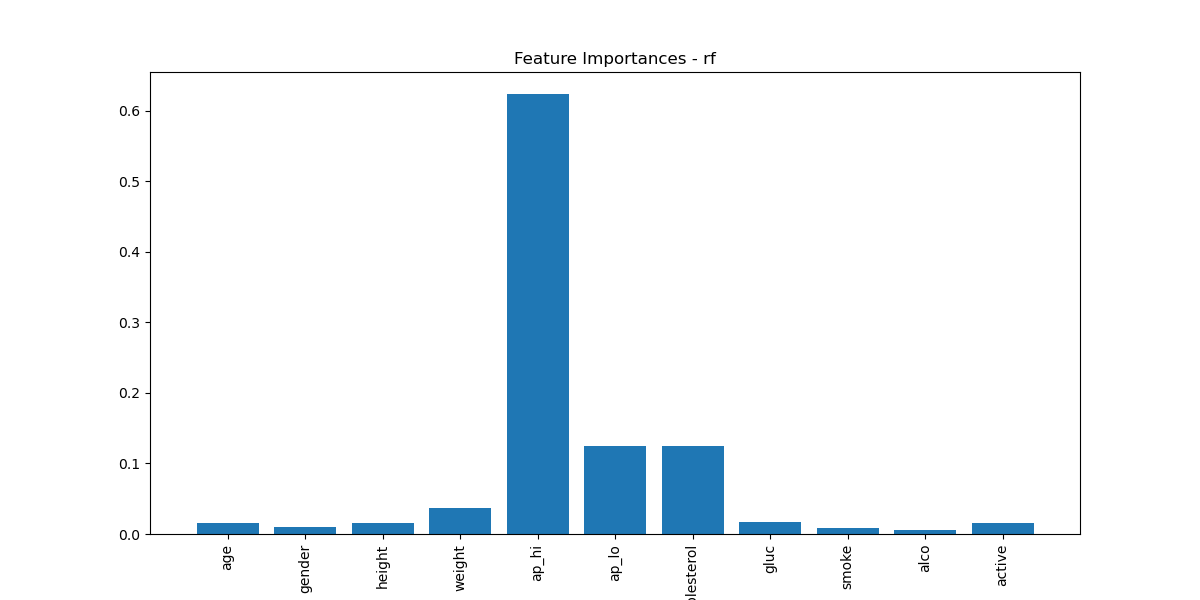 Feature Importances - rf
0.6
0.5
0.4
0.3
0.2
0.1
0.0
age
gender
height
weight
ap_hi
ap_lo
olesterol
gluc
smoke
alco
active